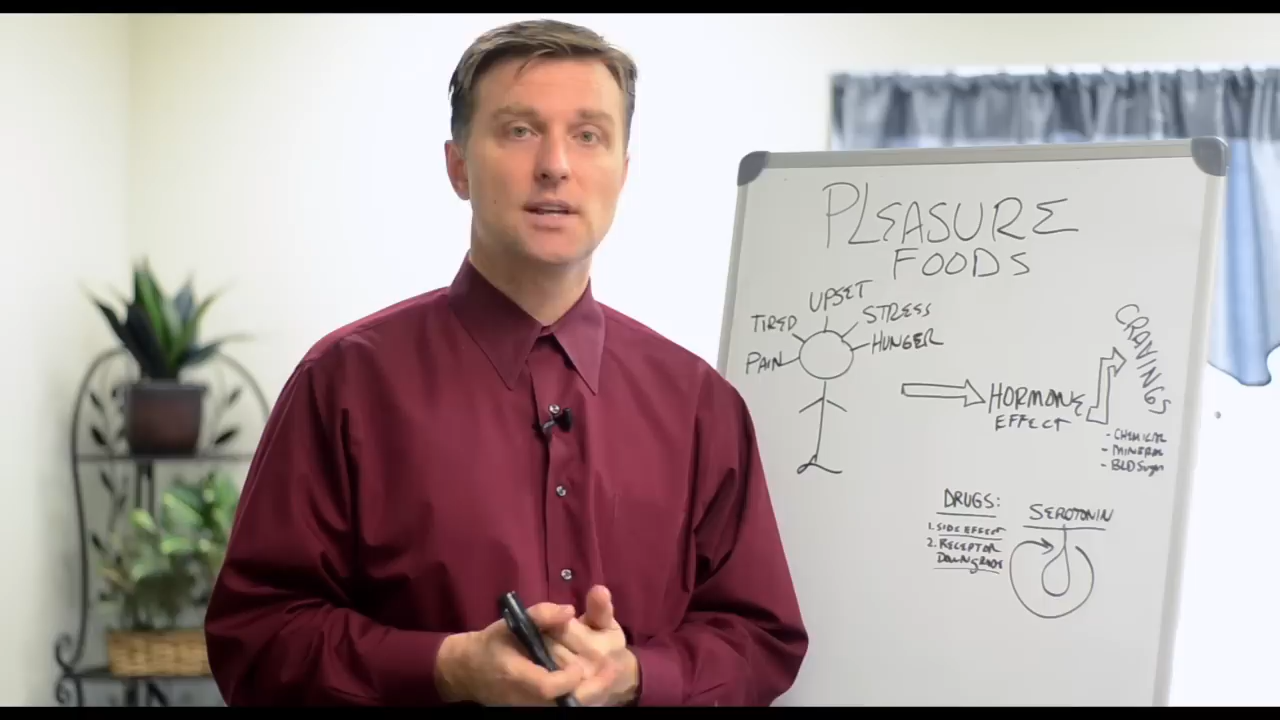 PLEASURE
FOODS
UPSET
TIRED
STRESS
PAIN
HUNGER
CRAVINGS
HORMONE
EFFECT
- CHEMICAL
- MINERAL
- BLD Sugar
DRUGS:
1. SIDE EFFECT
2. RECEPTOR
DOWNGRADE
SEROTONIN